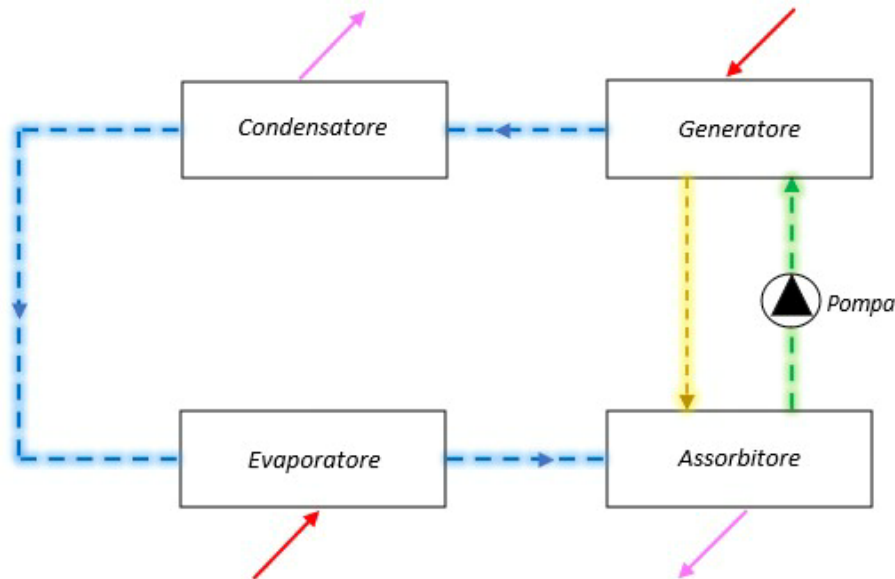 Condensatore
Generatore
Pompa
Evaporatore
Assorbitore